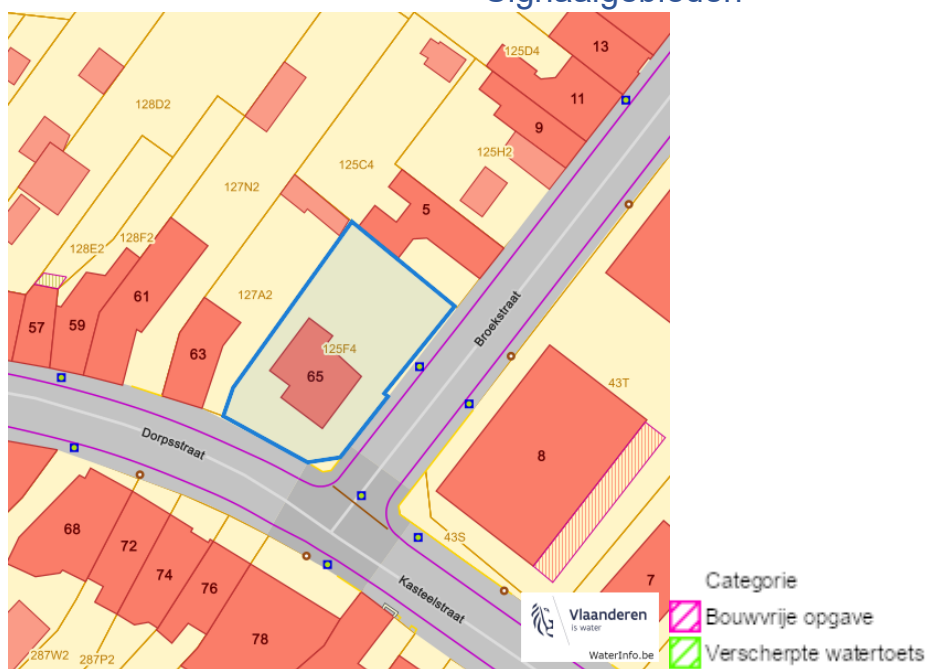 Signaalgebieden
13
125D4
11
128D2
9
125H2
125C4
127N2
5
128F2
128E2
61
127A2
Broekstraat
57
59
125F4
63
65
43T
Dorpsstraat
8
68
72
43S
74
76
Kasteelstraat
7
78
287W2
287P2
Vlaanderen
is water
WaterInfo.be
Categorie
Bouwvrije opgave
Verscherpte watertoets